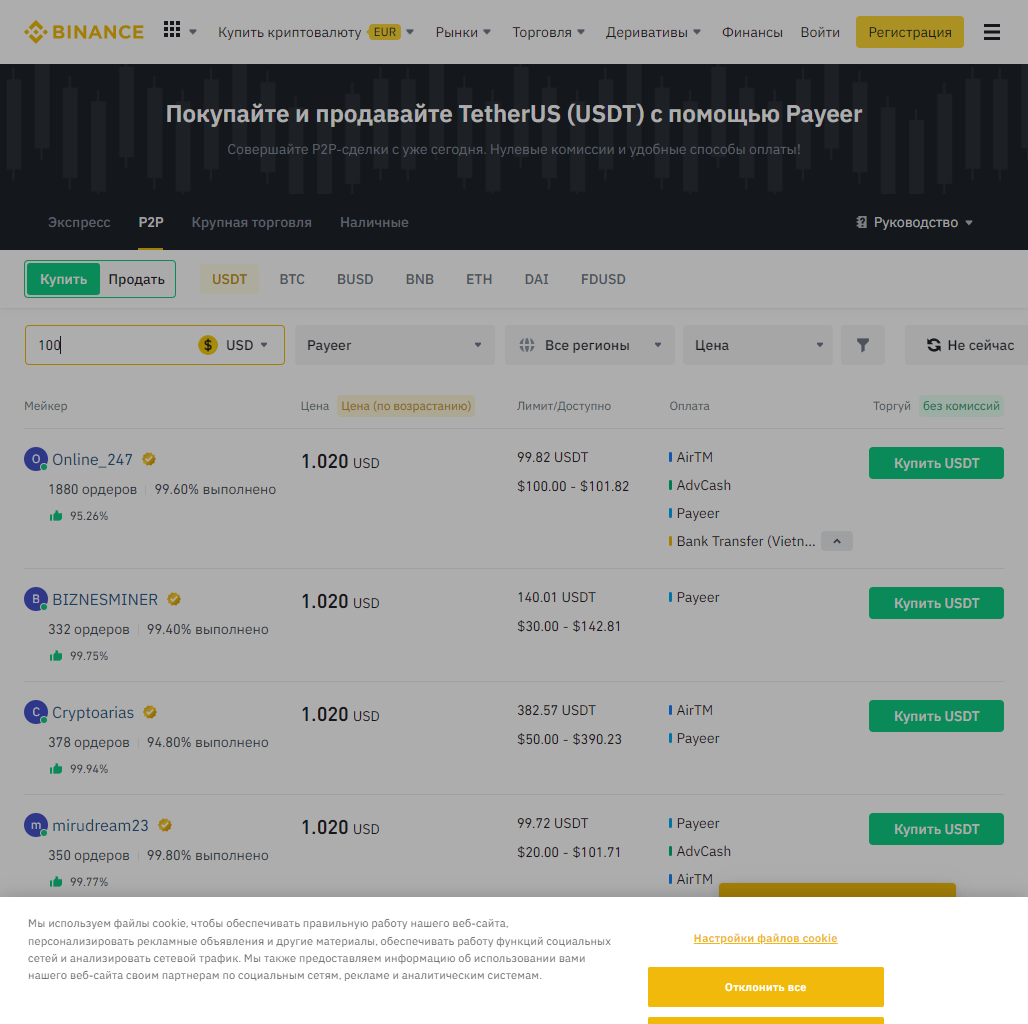 BINANCE Купить криптовалюту EUR Рынки Торговля Деривативы Финансы Войти Регистрация
Покупайте и продавайте TetherUS (USDT) с помощью Payeer
Совершайте P2P-сделки с уже сегодня. Нулевые комиссии и удобные способы оплаты!
Экспресс P2P Крупная торговля Наличные Руководство
Купить Продать USDT BTC BUSD BNB ETH DAI FDUSD
100 $ USD Payeer Все регионы Цена Не сейчас
Мейкер Цена Цена (по возрастанию) Лимит/Доступно Оплата Торгуй без комиссий
O Online_247 1.020 USD 99.82 USDT AirTM Купить USDT
1880 ордеров 99.60% выполнено $100.00 - $101.82 AdvCash
95.26% Payeer
Bank Transfer (Vietn...
B BIZNESMINER 1.020 USD 140.01 USDT Payeer Купить USDT
332 ордеров 99.40% выполнено $30.00 - $142.81
99.75%
C Cryptoarias 1.020 USD 382.57 USDT AirTM Купить USDT
378 ордеров 94.80% выполнено $50.00 - $390.23 Payeer
99.94%
m mirudream23 1.020 USD 99.72 USDT Payeer Купить USDT
350 ордеров 99.80% выполнено $20.00 - $101.71 AdvCash
99.77% AirTM
Мы используем файлы cookie, чтобы обеспечивать правильную работу нашего веб-сайта,
персонализировать рекламные объявления и другие материалы, обеспечивать работу функций социальных
сетей и анализировать сетевой трафик. Мы также предоставляем информацию об использовании вами
нашего веб-сайта своим партнерам по социальным сетям, рекламе и аналитическим системам.
Настройки файлов cookie
Отклонить все